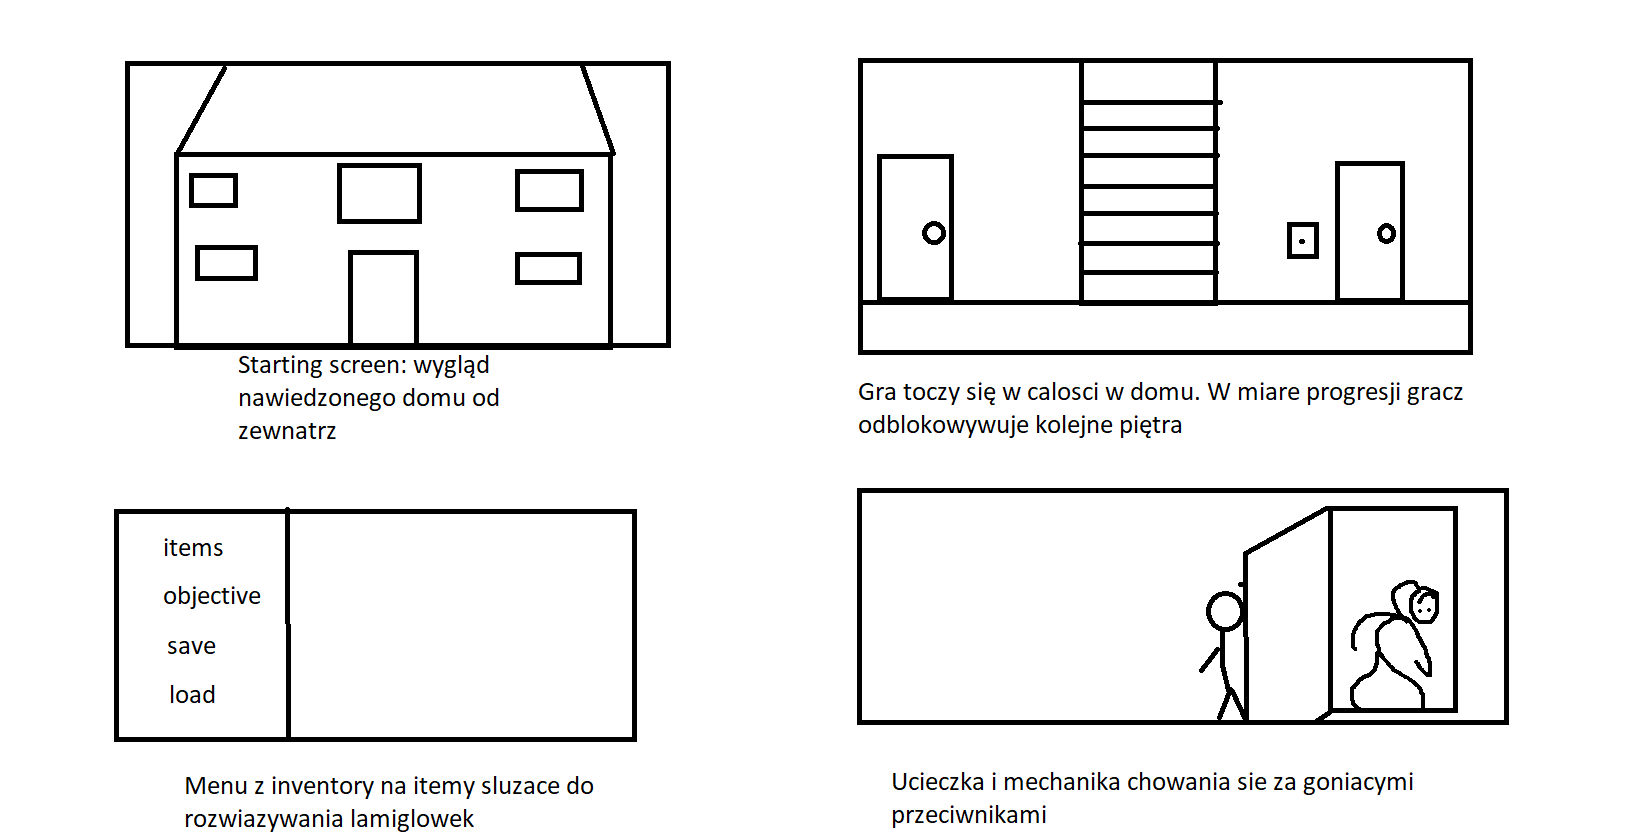 Starting screen: wygląd
nawiedzonego domu od
zewnatrz
Gra toczy się w calosci w domu. W miare progresji gracz
odblokowywuje kolejne piętra
items
objective
save
load
Menu z inventory na itemy sluzace do
rozwiazywania lamiglowek
Ucieczka i mechanika chowania sie za goniacymi
przeciwnikami